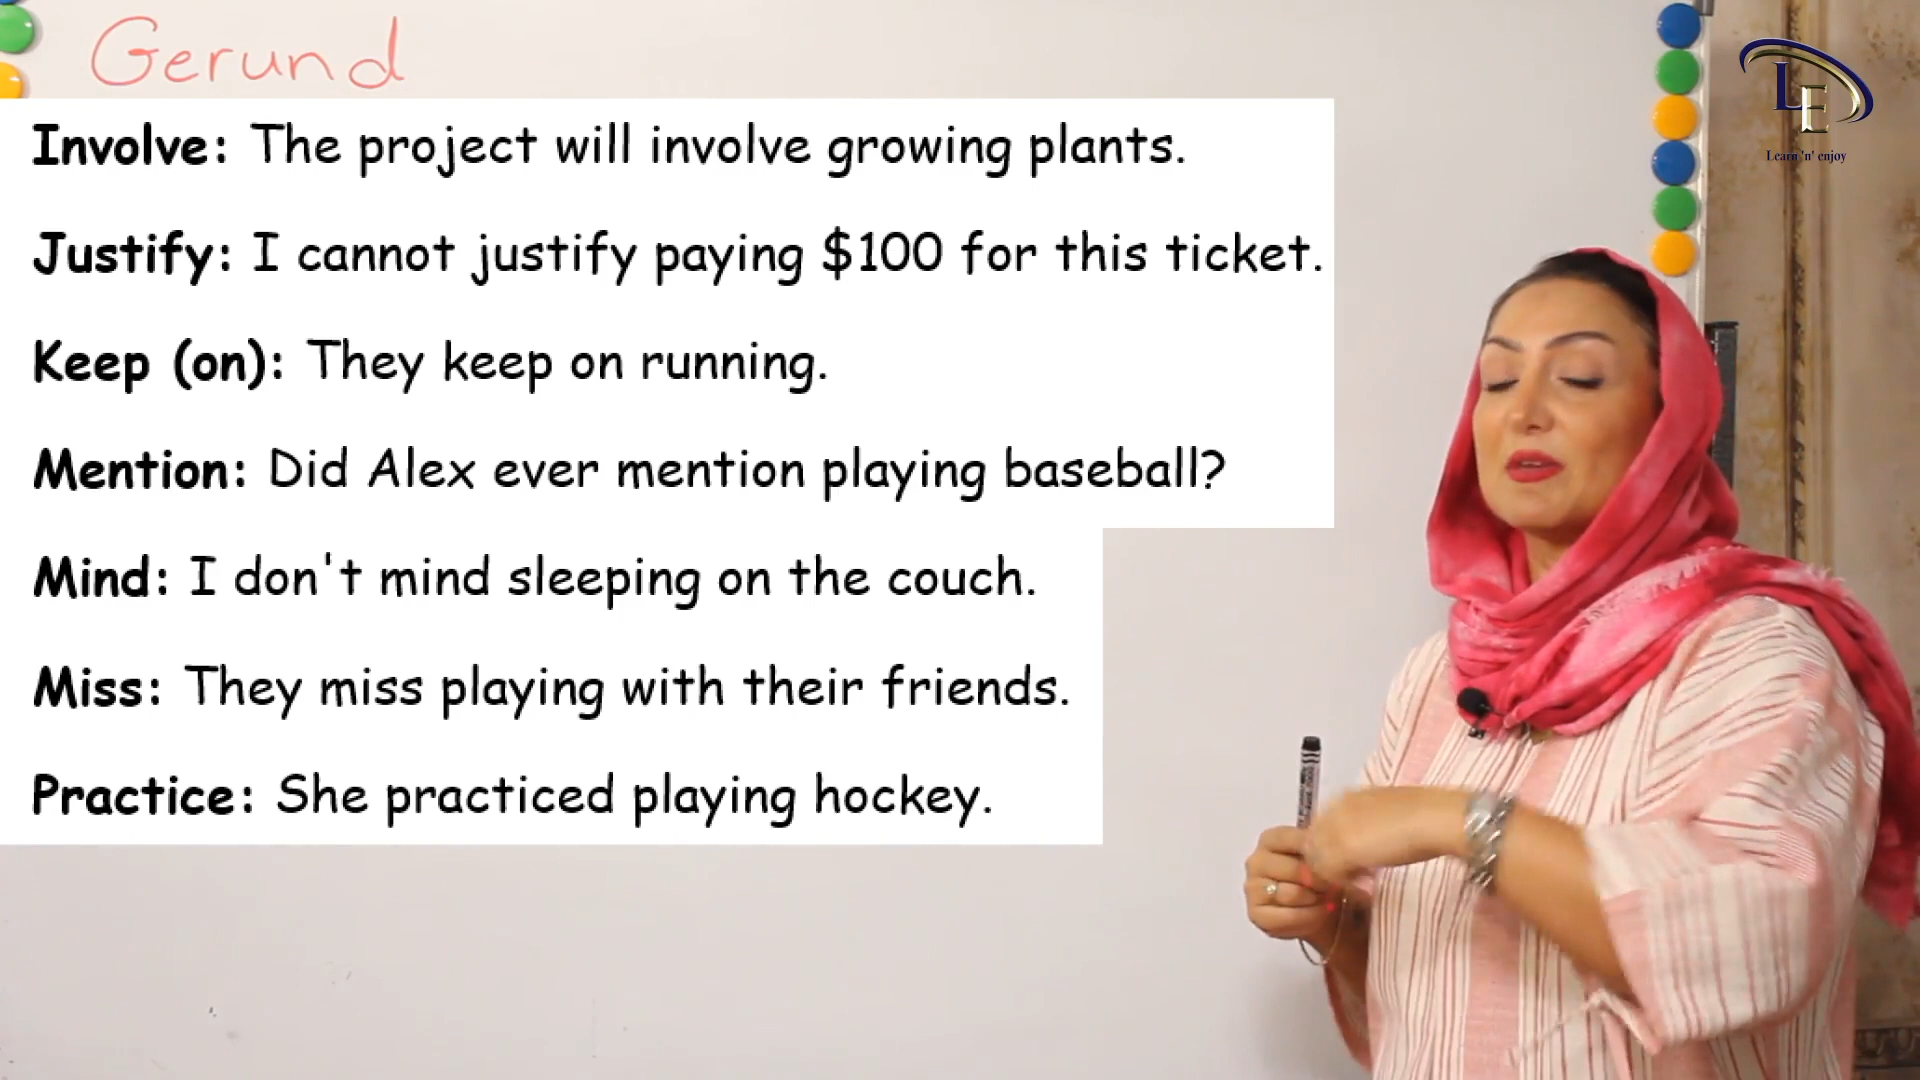 Gerund
Involve: The project will involve growing plants.
Justify: I cannot justify paying $100 for this ticket.
Keep (on): They keep on running.
Mention: Did Alex ever mention playing baseball?
Mind: I don't mind sleeping on the couch.
Miss: They miss playing with their friends.
Practice: She practiced playing hockey.
LE
Learn 'n' enjoy